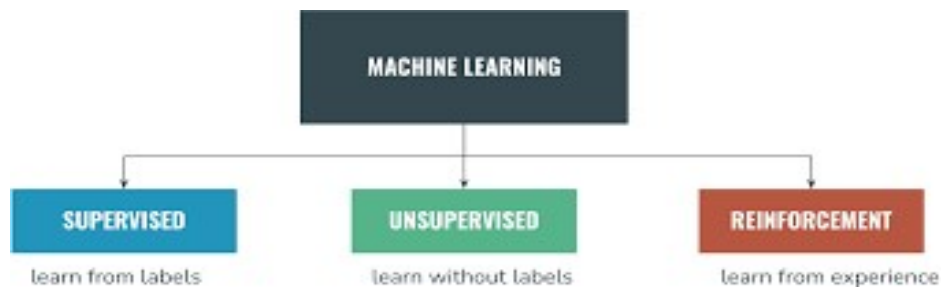 MACHINE LEARNING
SUPERVISED
UNSUPERVISED
REINFORCEMENT
learn from labels
learn without labels
learn from experience